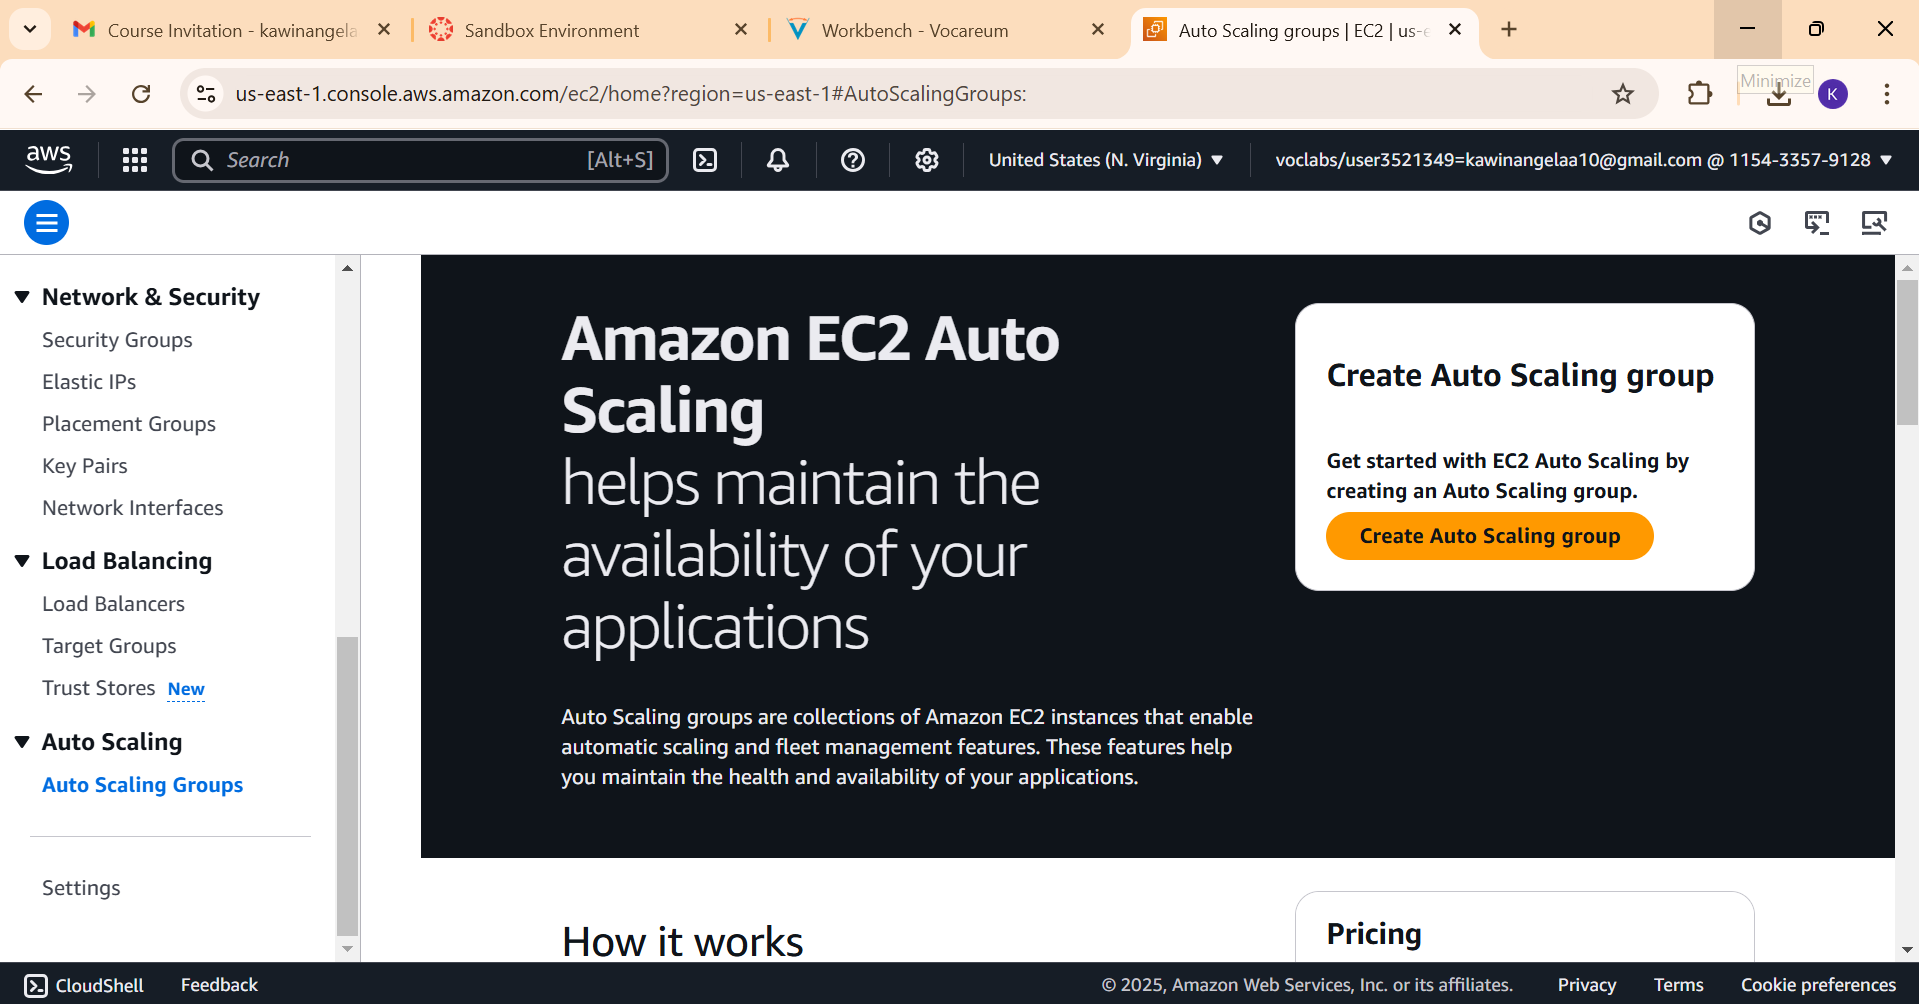 Course Invitation - kawinangela
Sandbox Environment
Workbench - Vocareum
Auto Scaling groups | EC2 | us-e
us-east-1.console.aws.amazon.com/ec2/home?region=us-east-1#AutoScalingGroups:
Minimize
K
aws
Search
[Alt+S]
United States (N. Virginia)
voclabs/user3521349=kawinangelaa10@gmail.com @ 1154-3357-9128
Network & Security
Security Groups
Elastic IPs
Placement Groups
Key Pairs
Network Interfaces
Load Balancing
Load Balancers
Target Groups
Trust Stores New
Auto Scaling
Auto Scaling Groups
Settings
Amazon EC2 Auto
Scaling
helps maintain the
availability of your
applications
Auto Scaling groups are collections of Amazon EC2 instances that enable
automatic scaling and fleet management features. These features help
you maintain the health and availability of your applications.
Create Auto Scaling group
Get started with EC2 Auto Scaling by
creating an Auto Scaling group.
Create Auto Scaling group
How it works
Pricing
CloudShell
Feedback
© 2025, Amazon Web Services, Inc. or its affiliates.
Privacy
Terms
Cookie preferences